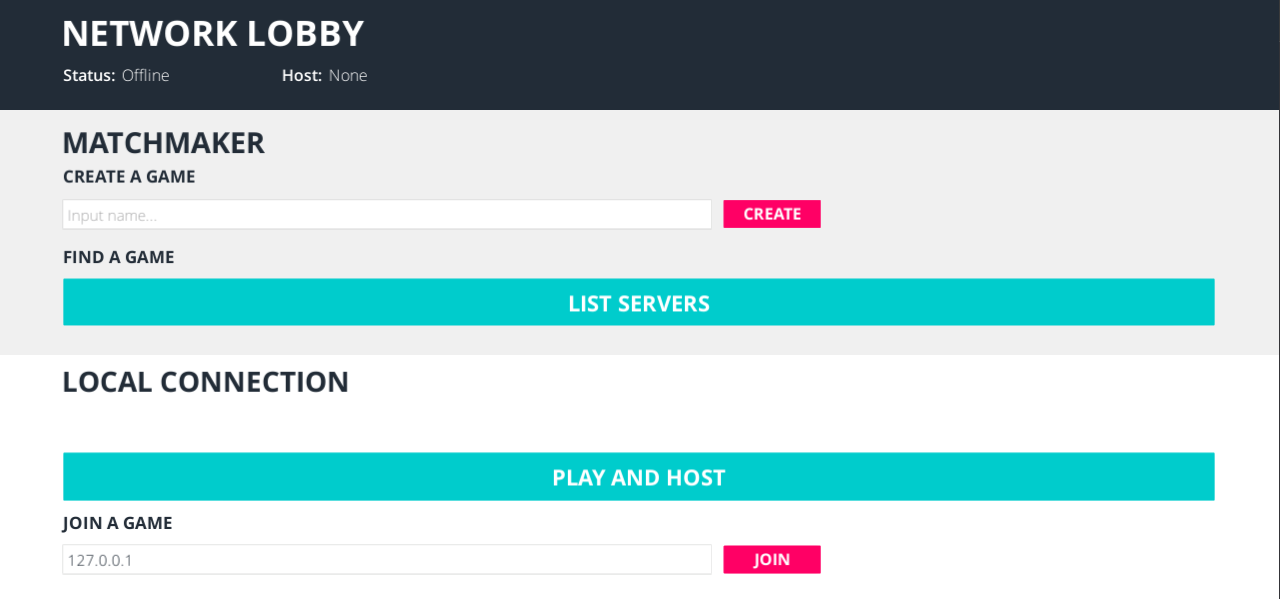 NETWORK LOBBY
Status: Offline Host: None
MATCHMAKER
CREATE A GAME
Input name... CREATE
FIND A GAME
LIST SERVERS
LOCAL CONNECTION
PLAY AND HOST
JOIN A GAME
127.0.0.1 JOIN